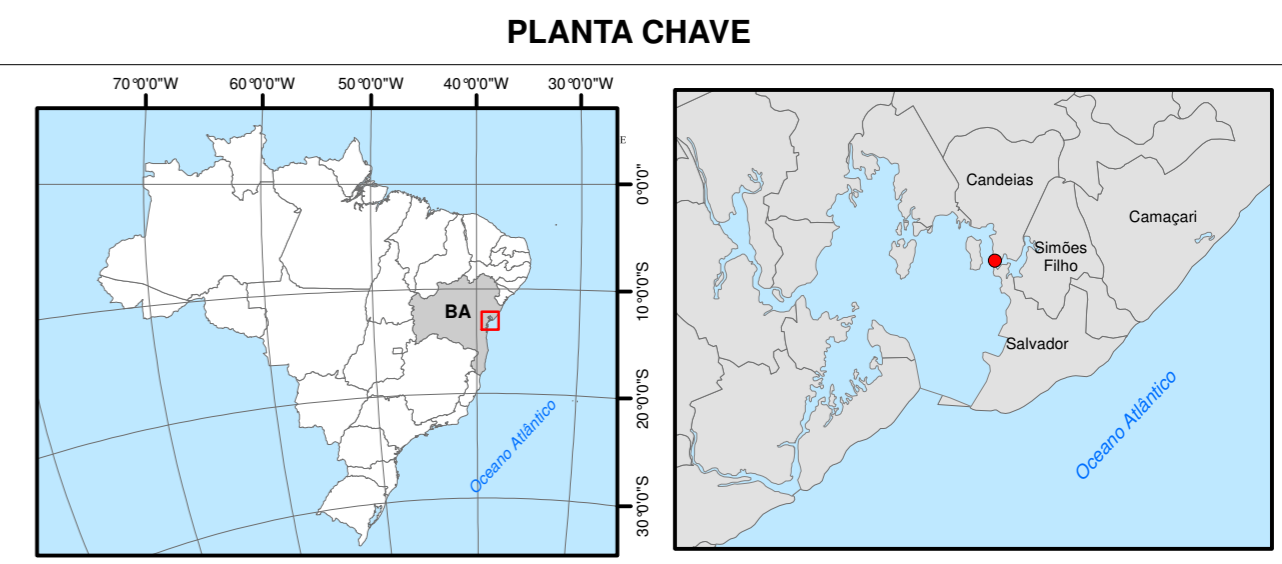 PLANTA CHAVE
70°0'0"W 60°0'0"W 50°0'0"W 40°0'0"W 30°0'0"W
E
0°0'0"
10°0'0"S
20°0'0"S
30°0'0"S
BA
Oceano Atlântico
Candeias
Camaçari
Simões
Filho
Salvador
Oceano Atlântico